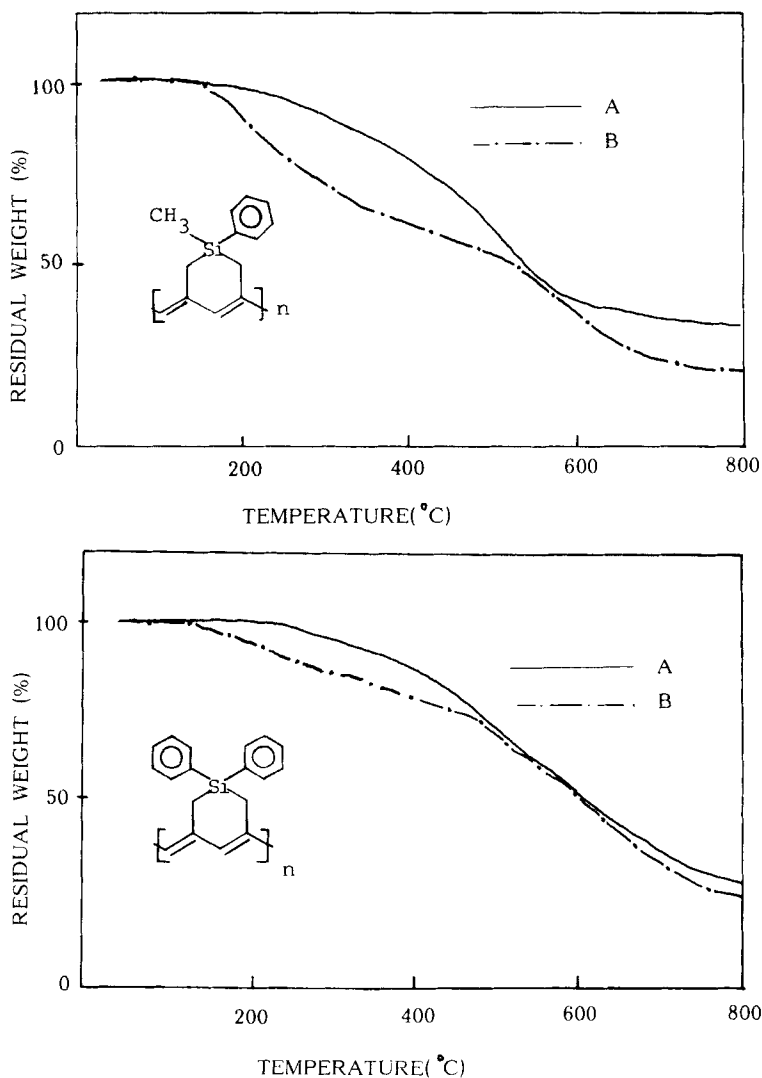 100
A
B
CH3
Si
n
50
0
200
400
600
800
RESIDUAL WEIGHT (%)
TEMPERATURE(°C)
100
A
B
Si
n
50
0
200
400
600
800
RESIDUAL WEIGHT (%)
TEMPERATURE(°C)